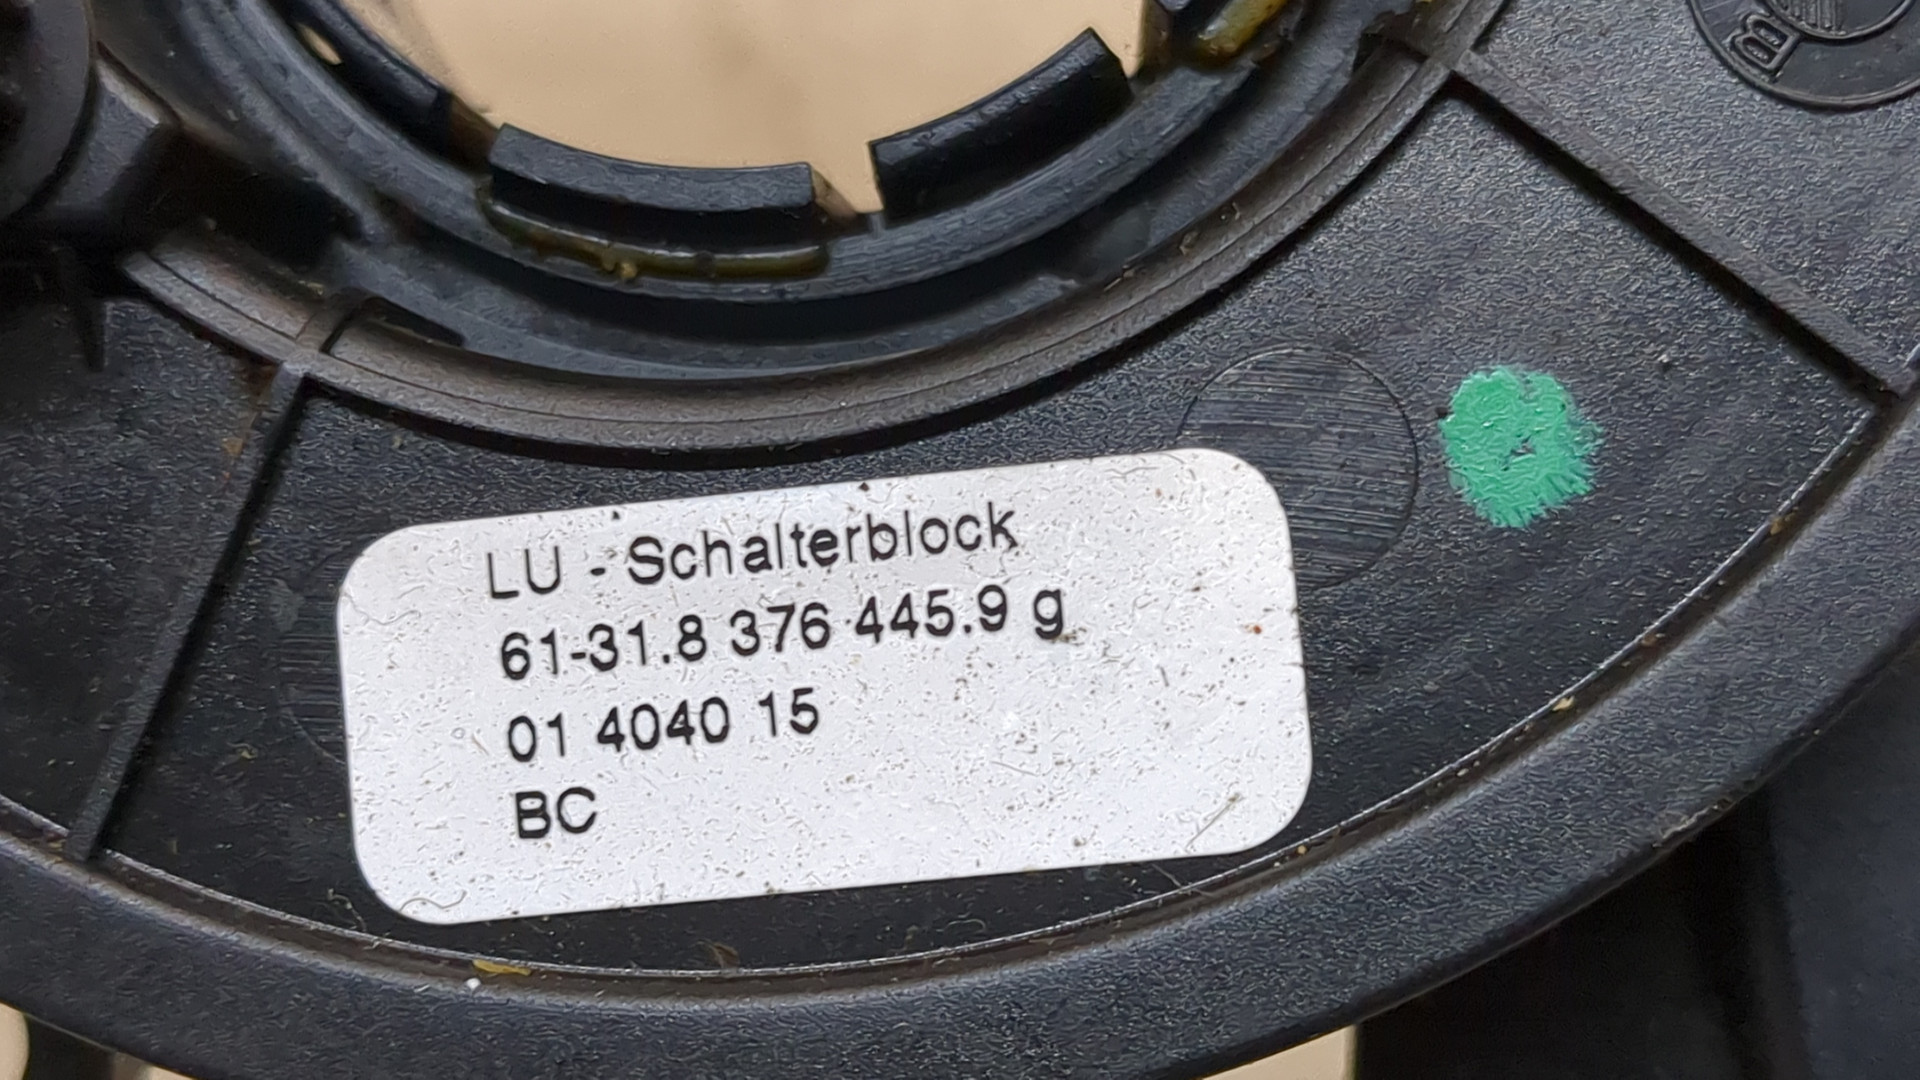 LU - Schalterblock
61-31.8 376 445.9 g
01 4040 15
BC
B